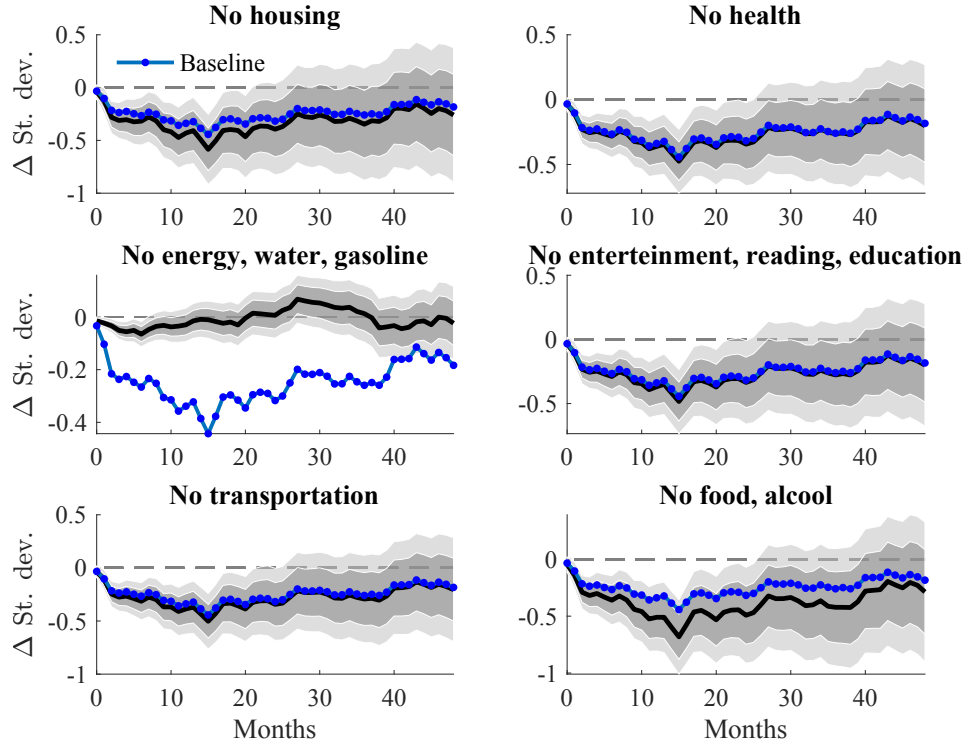 No housing
0.5
0
-0.5
-1
Δ St. dev.
Baseline
0 10 20 30 40
No health
0.5
0
-0.5
0 10 20 30 40
No energy, water, gasoline
0
-0.2
-0.4
Δ St. dev.
0 10 20 30 40
No enterteinment, reading, education
0.5
0
-0.5
0 10 20 30 40
No transportation
0.5
0
-0.5
-1
Δ St. dev.
0 10 20 30 40
Months
No food, alcool
0
-0.5
-1
0 10 20 30 40
Months